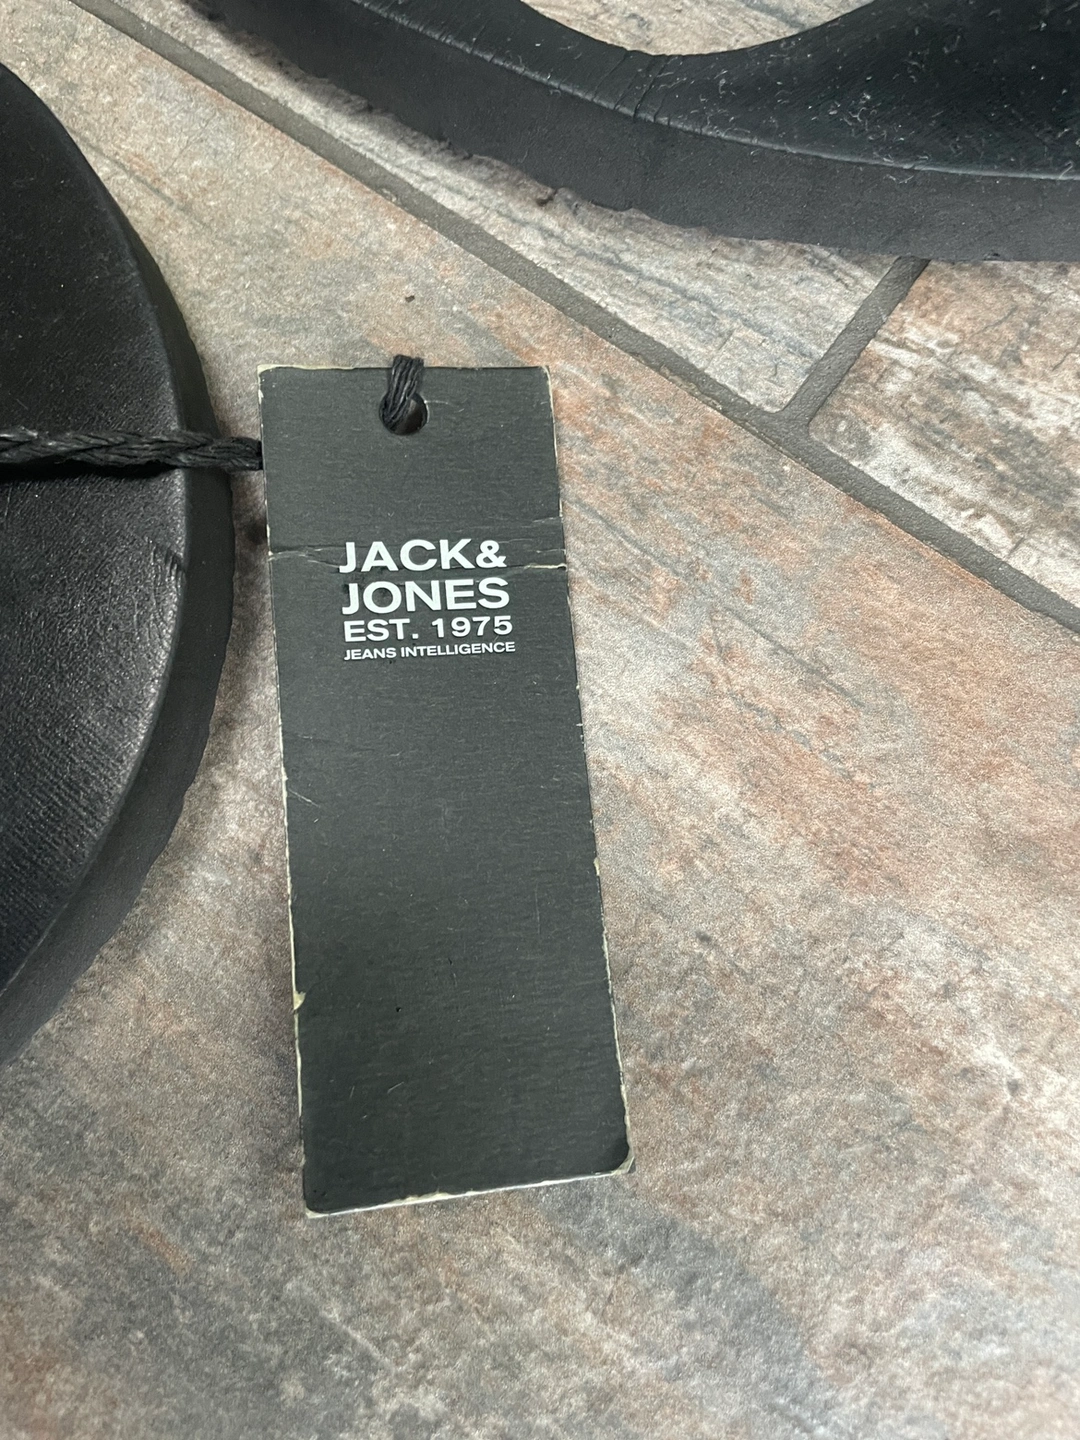 JACK&
JONES
EST. 1975
JEANS INTELLIGENCE